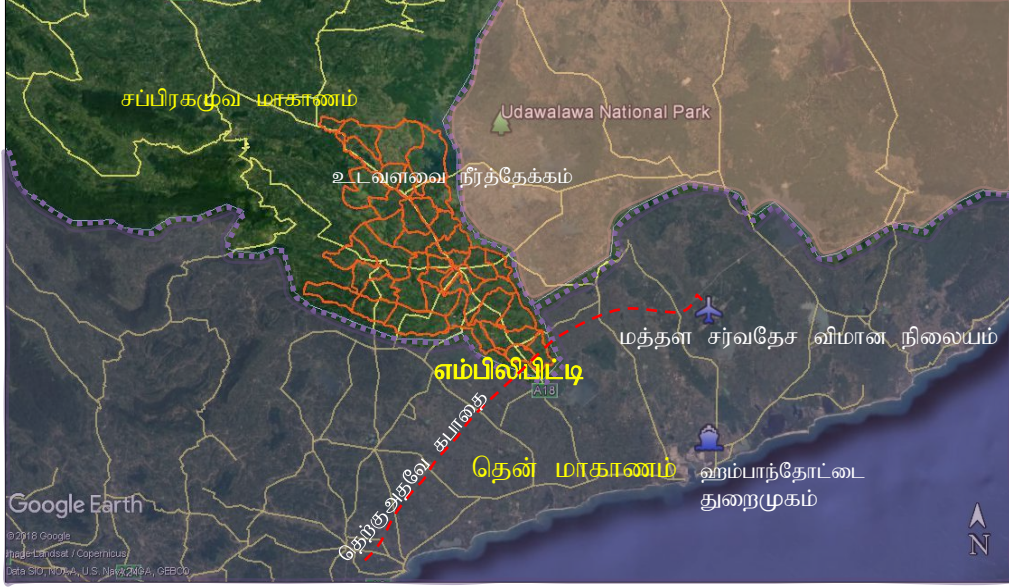 சப்பிரகமுவ மாகாணம்
Udawalawa National Park
உடவளவை நீர்த்தேக்கம்
மத்தள சர்வதேச விமான நிலையம்
எம்பிலிபிட்டி
A18
தெற்குஅதவே கபாதை
தென் மாகாணம்
ஹம்பாந்தோட்டை
துறைமுகம்
Google Earth
©2018 Google
Image Landsat / Copernicus
Data SIO, NOAA, U.S. Navy, NGA, GEBCO
N